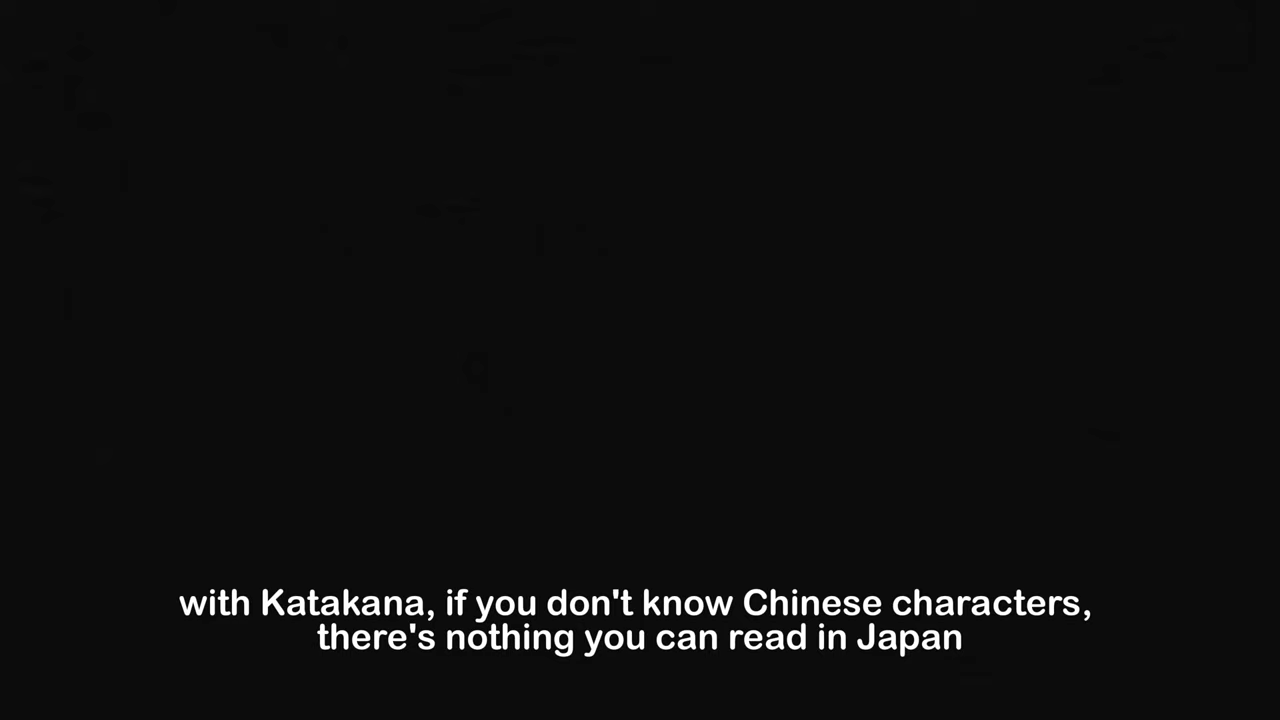 with Katakana, if you don't know Chinese characters,
there's nothing you can read in Japan